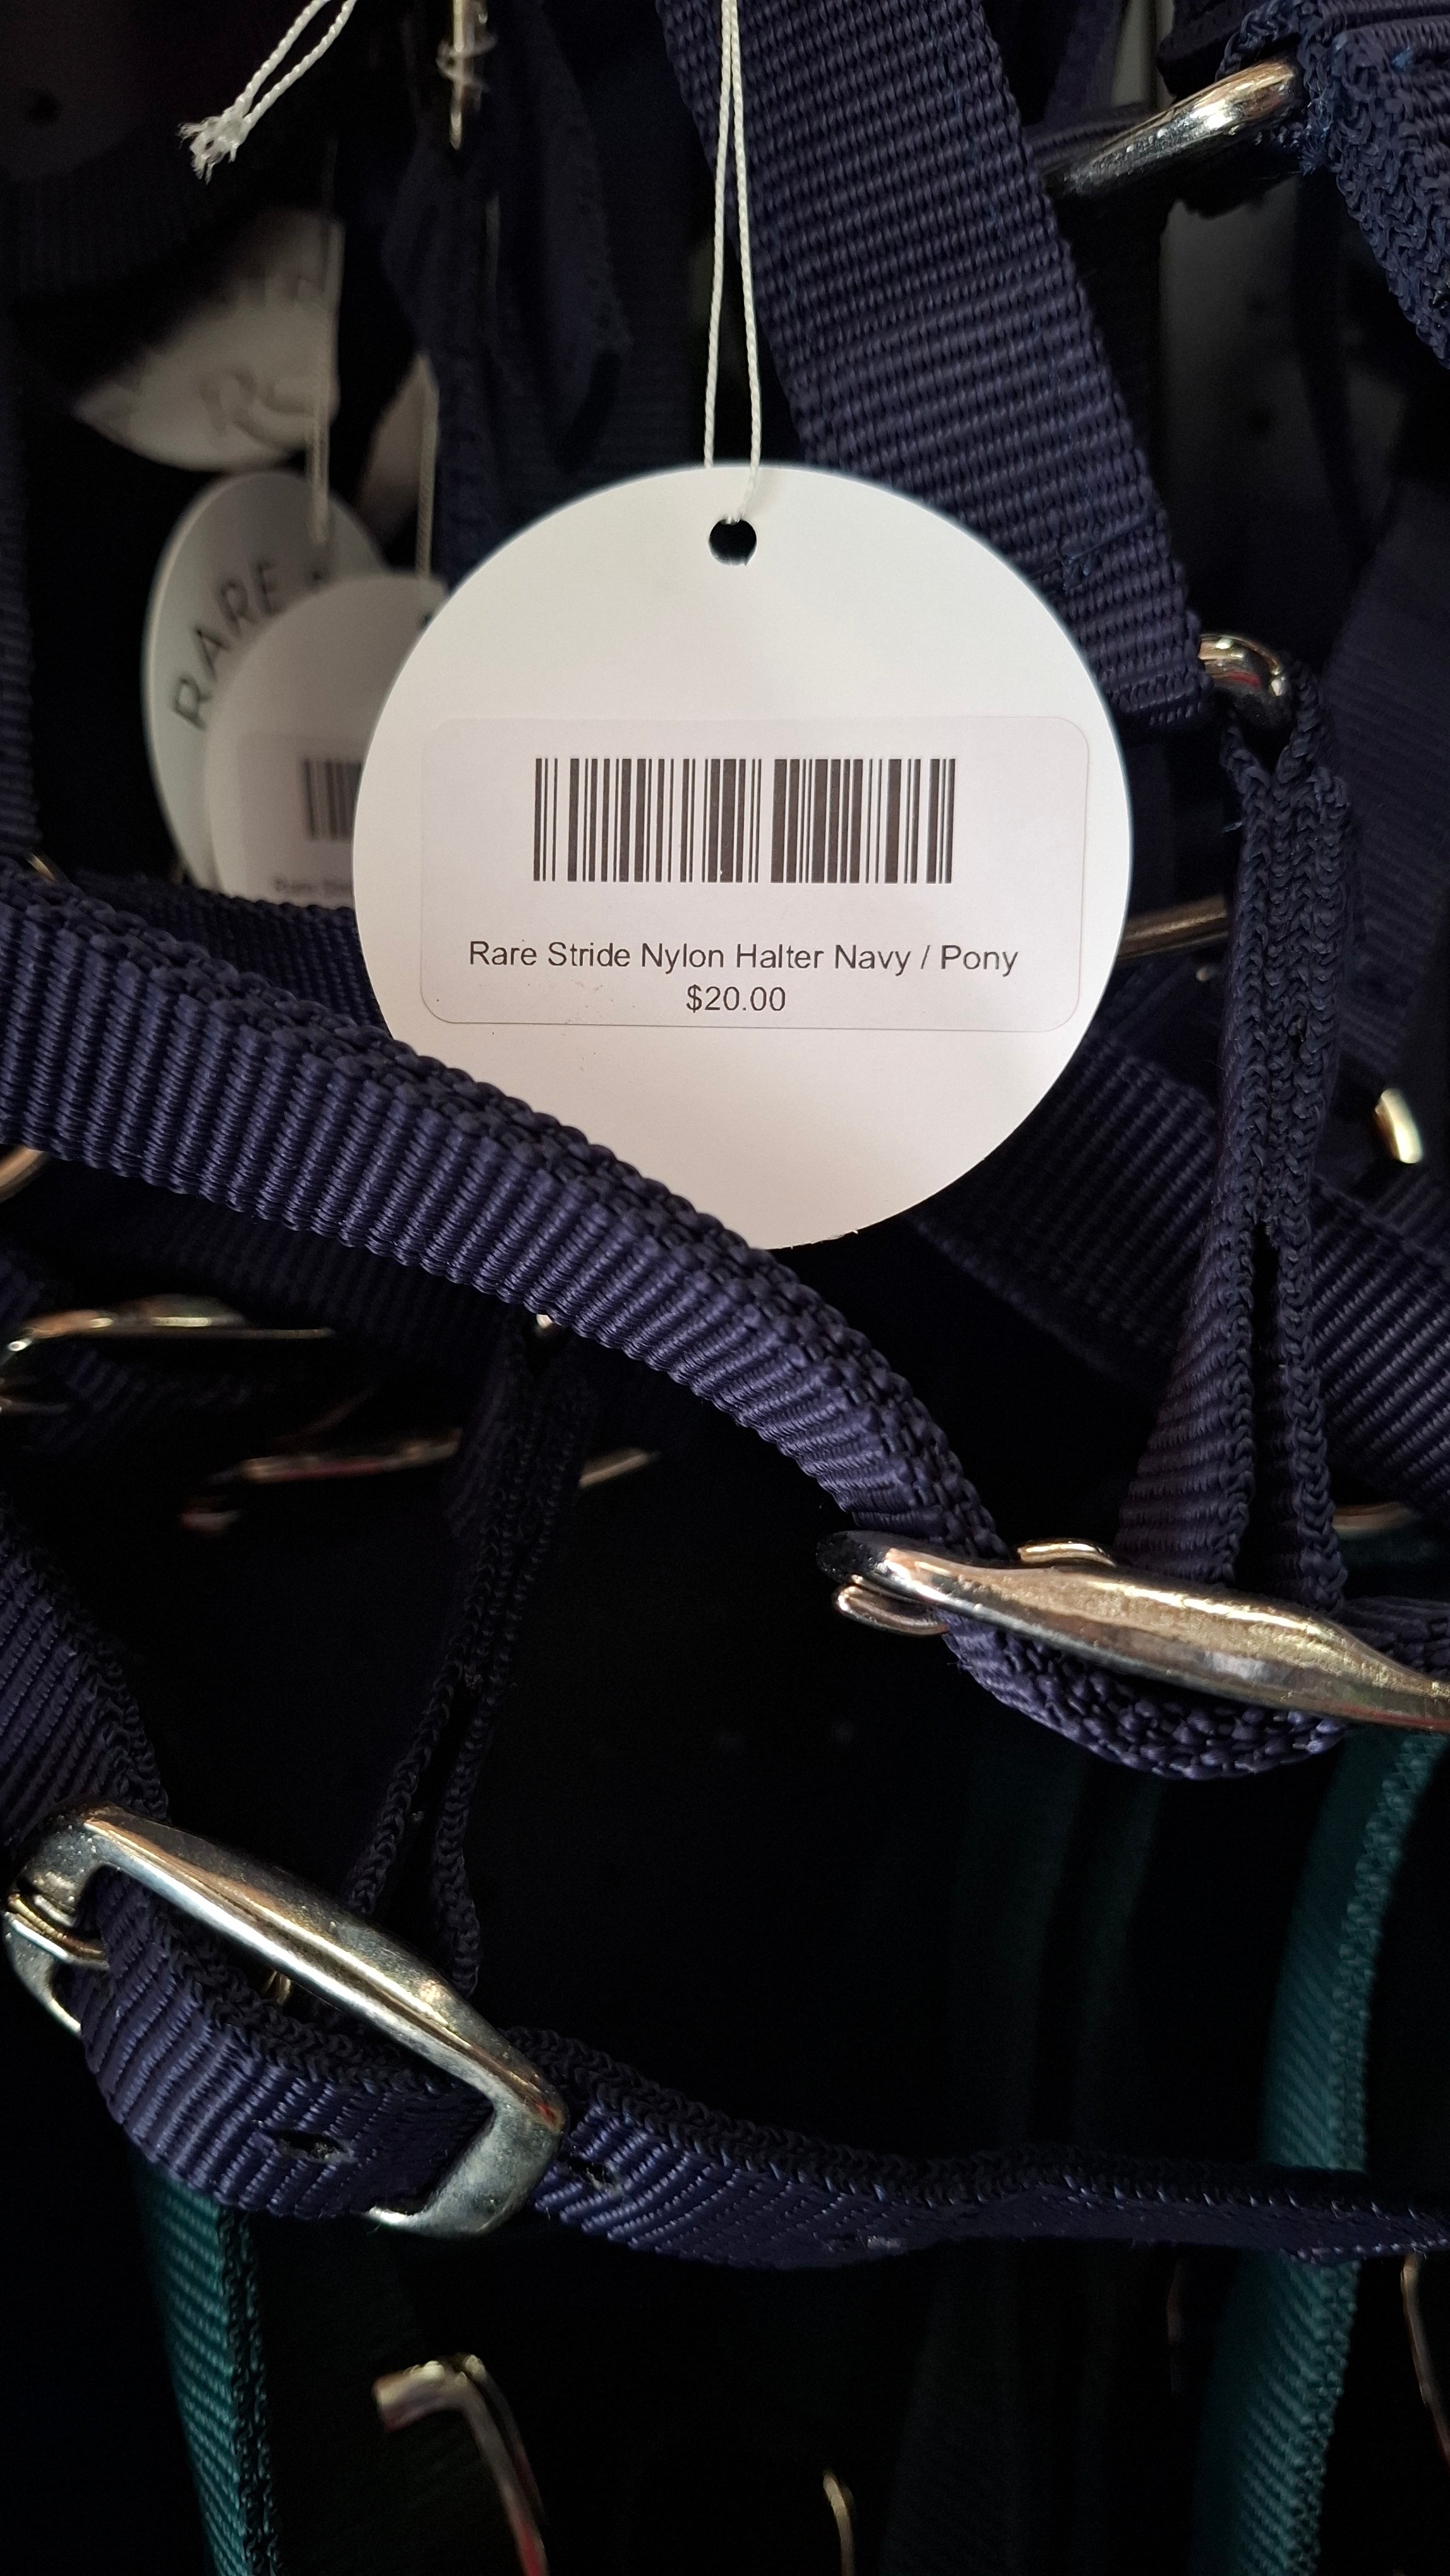 RARE
Rare Stride Nylon Halter Navy / Pony
$20.00